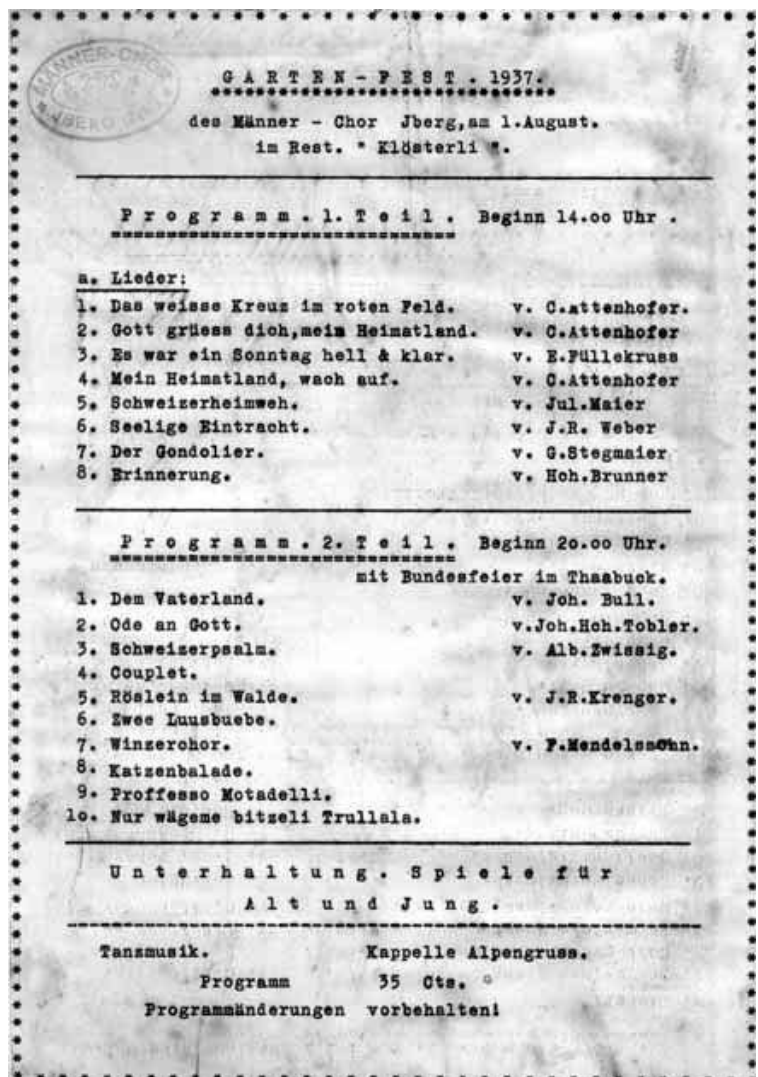 MÄNNER-CHOR
JBERG
GARTEN-FEST.1937.
des Männer - Chor Jberg,am 1.August.
im Rest. " Klösterli ".
Programm.1.Teil. Beginn 14.oo Uhr .
a. Lieder:
1. Das weisse Kreuz im roten Feld. v. C.Attenhofer.
2. Gott grüess dich,mein Heimatland. v. C.Attenhofer
3. Es war ein Sonntag hell & klar. v. E.Füllekruss
4. Mein Heimatland, wach auf. v. C.Attenhofer
5. Schweizerheimweh. v. Jul.Maier
6. Seelige Eintracht. v. J.R. Weber
7. Der Gondolier. v. G.Stegmaier
8. Erinnerung. v. Hch.Brunner
Programm.2.Teil. Beginn 2o.oo Uhr.
mit Bundesfeier im Thaabuck.
1. Dem Vaterland. v. Joh. Bull.
2. Ode an Gott. v.Joh.Hch.Tobler.
3. Schweizerpsalm. v. Alb.Zwissig.
4. Couplet.
5. Röslein im Walde. v. J.R.Krenger.
6. Zwee Luusbuebe.
7. Winzerchor. v. F.Mendelssohn.
8. Katzenbalade.
9. Proffesso Motadelli.
1o. Nur wägeme bitzeli Trullala.
Unterhaltung. Spiele für
Alt und Jung.
Tanzmusik. Kappelle Alpengruss.
Programm 35 Cts.
Programmänderungen vorbehalten!